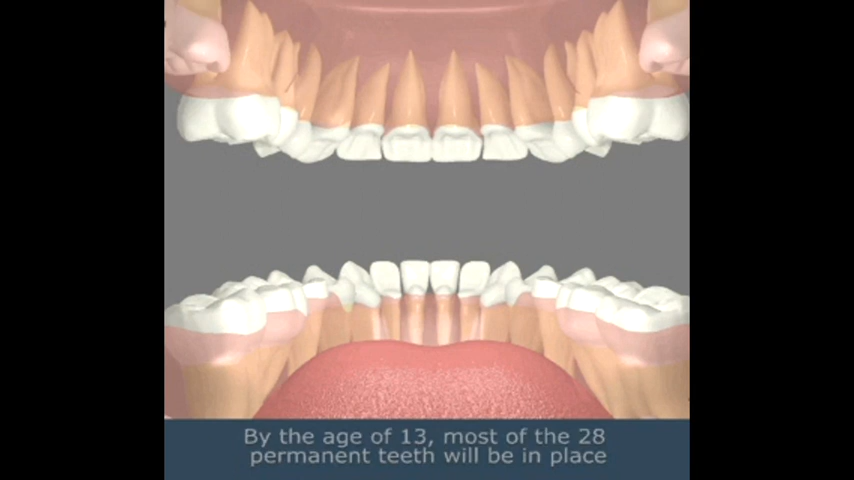 By the age of 13, most of the 28
permanent teeth will be in place